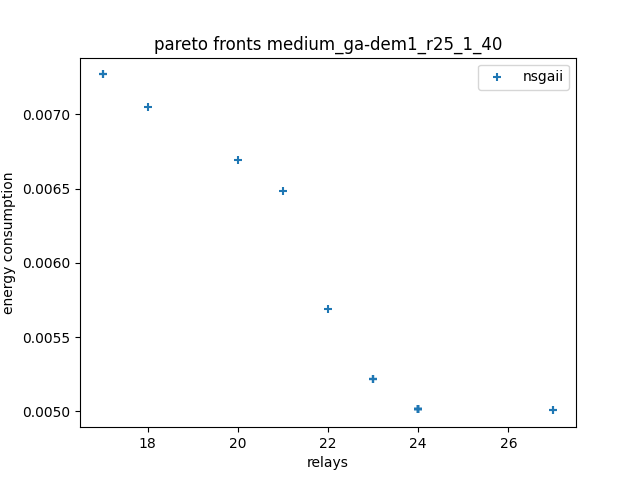 pareto fronts medium_ga-dem1_r25_1_40
nsgaii
energy consumption
0.0070
0.0065
0.0060
0.0055
0.0050
18 20 22 24 26
relays